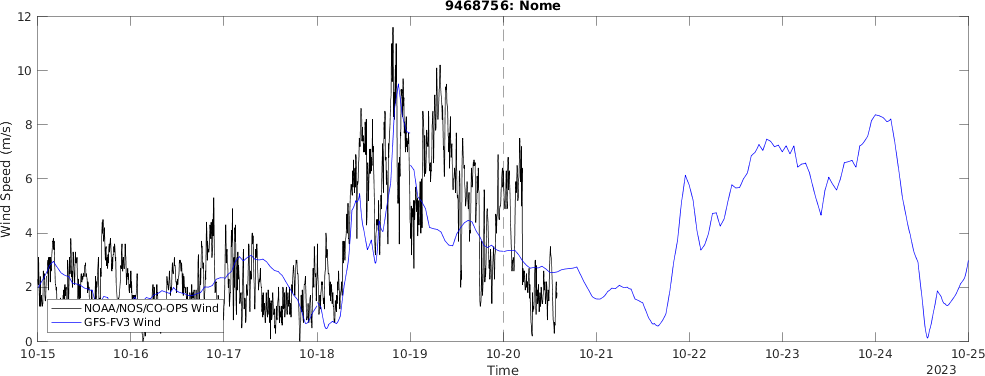 9468756: Nome
Wind Speed (m/s)
12
10
8
6
4
2
0
NOAA/NOS/CO-OPS Wind
GFS-FV3 Wind
10-15 10-16 10-17 10-18 10-19 10-20 10-21 10-22 10-23 10-24 10-25
Time
2023